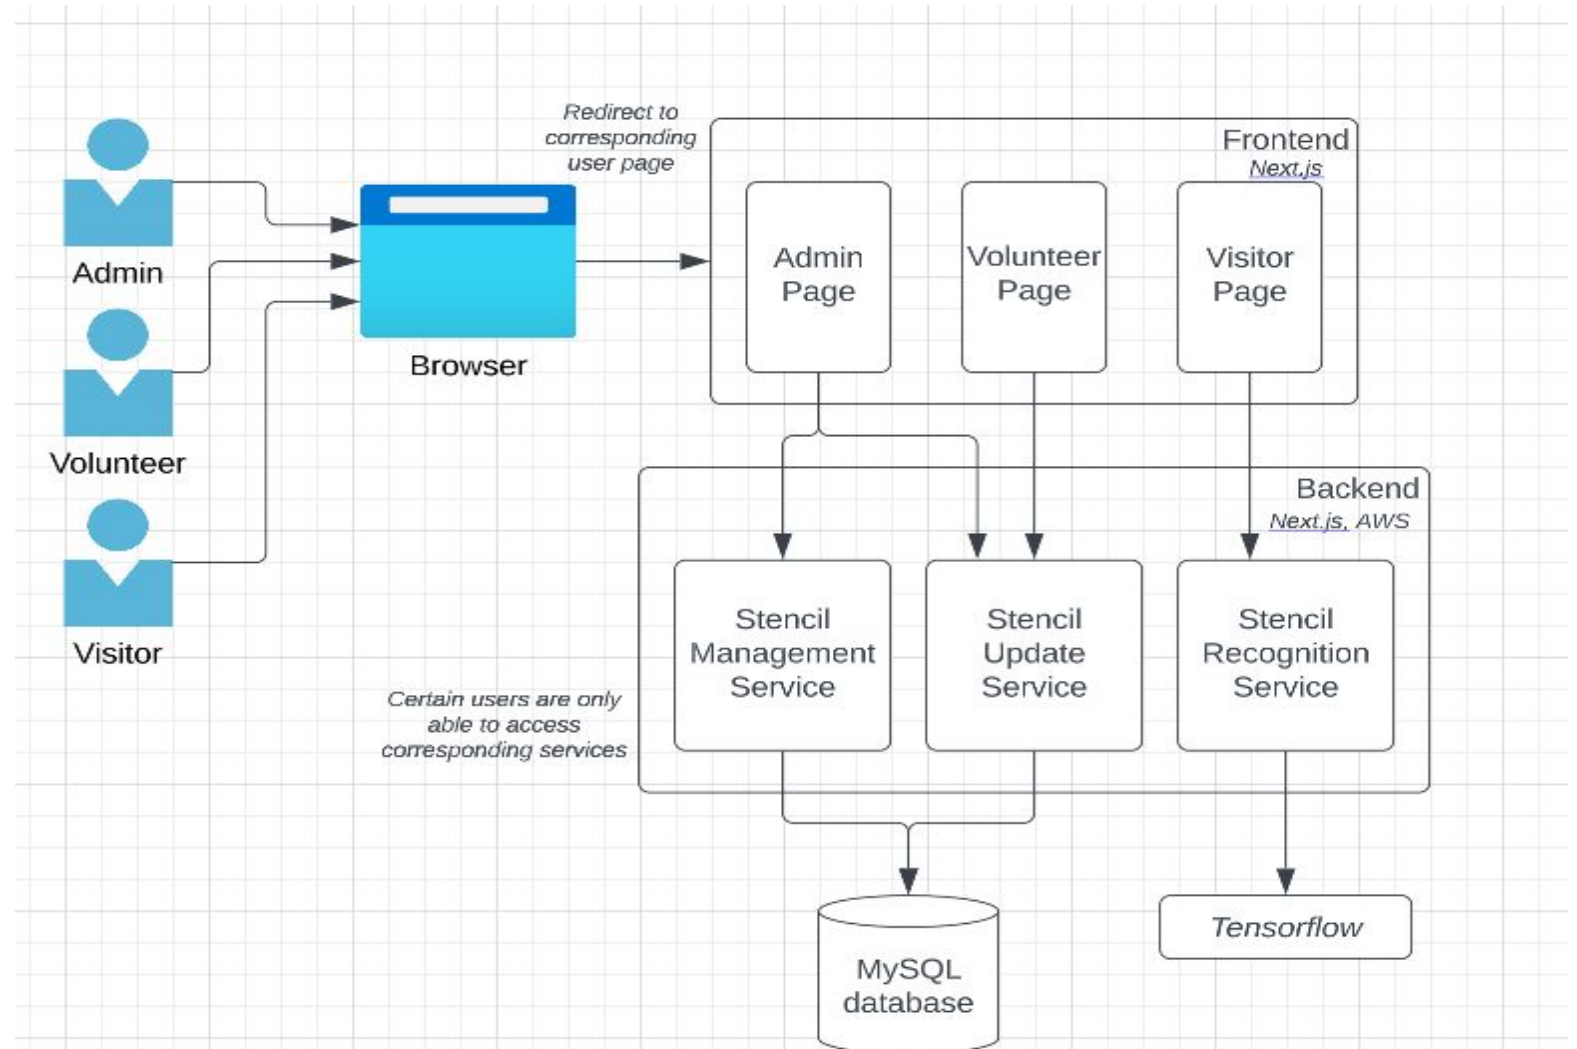 Redirect to
corresponding
user page
Frontend
Next.js
Admin
Page
Volunteer
Page
Visitor
Page
Admin
Browser
Volunteer
Visitor
Backend
Next.js, AWS
Stencil
Management
Service
Stencil
Update
Service
Stencil
Recognition
Service
Certain users are only
able to access
corresponding services
MySQL
database
Tensorflow